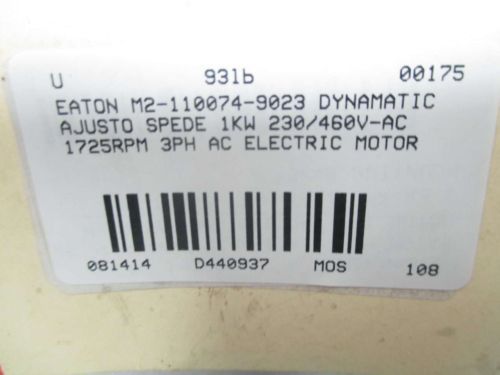 U 931b 00175
EATON M2-110074-9023 DYNAMATIC
AJUSTO SPEDE 1KW 230/460V-AC
1725RPM 3PH AC ELECTRIC MOTOR
081414 D440937 MOS 108